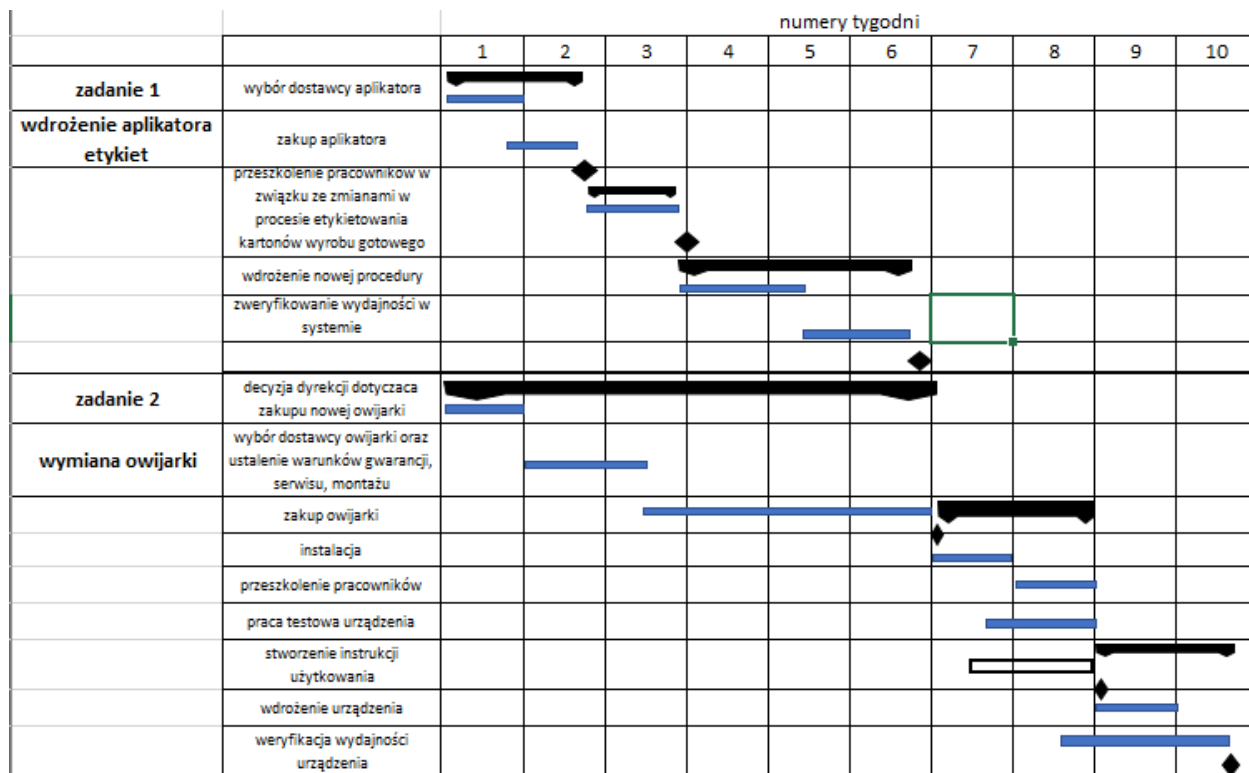 numery tygodni
1 2 3 4 5 6 7 8 9 10
zadanie 1
wybór dostawcy aplikatora
wdrożenie aplikatora
etykiet
zakup aplikatora
przeszkolenie pracowników w
związku ze zmianami w
procesie etykietowania
kartonów wyrobu gotowego
wdrożenie nowej procedury
zweryfikowanie wydajności w
systemie
zadanie 2
decyzja dyrekcji dotyczaca
zakupu nowej owijarki
wymiana owijarki
wybór dostawcy owijarki oraz
ustalenie warunków gwarancji,
serwisu, montażu
zakup owijarki
instalacja
przeszkolenie pracowników
praca testowa urządzenia
stworzenie instrukcji
użytkowania
wdrożenie urządzenia
weryfikacja wydajności
urządzenia